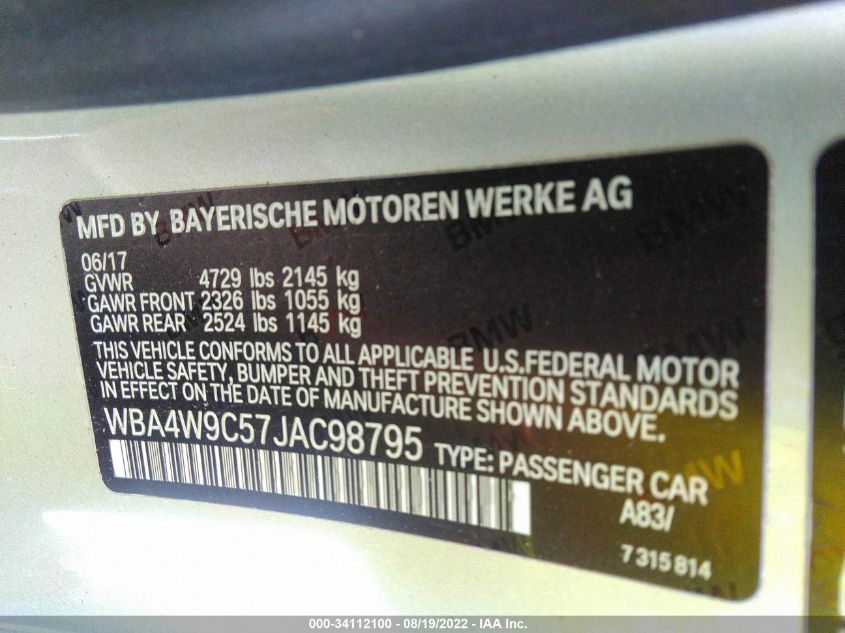 MFD BY BAYERISCHE MOTOREN WERKE AG
06/17
GVWR 4729 lbs 2145 kg
GAWR FRONT 2326 lbs 1055 kg
GAWR REAR 2524 lbs 1145 kg
THIS VEHICLE CONFORMS TO ALL APPLICABLE U.S.FEDERAL MOTOR
VEHICLE SAFETY, BUMPER AND THEFT PREVENTION STANDARDS
IN EFFECT ON THE DATE OF MANUFACTURE SHOWN ABOVE.
WBA4W9C57JAC98795 TYPE: PASSENGER CAR
A83/
7 315 814
000-34112100 - 08/19/2022 - IAA Inc.